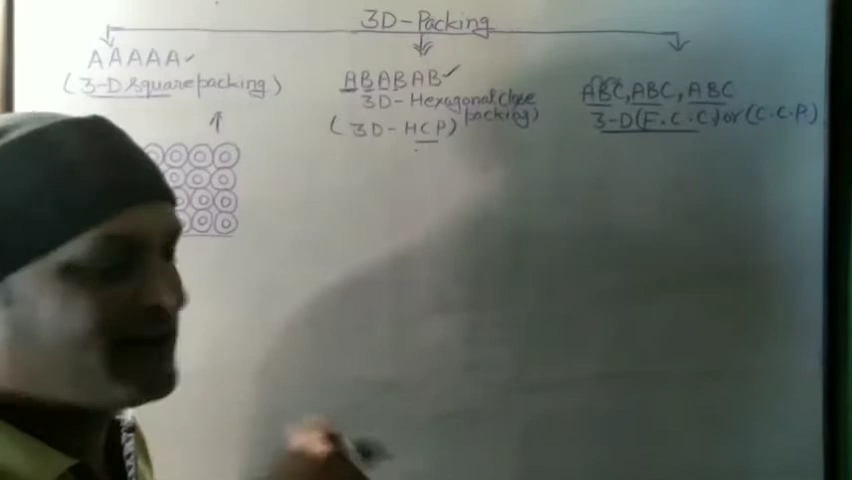 3D-Packing
AAAAA✓
(3-D square packing)
ABABAB✓
3D-Hexagonal close packing)
(3D-HCP)
ABC, ABC, ABC
3-D(F.C.C) or (C.C.P)